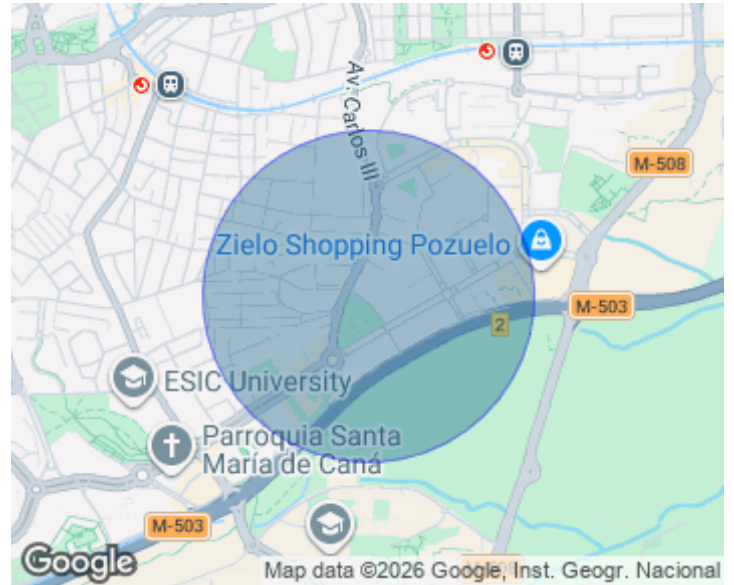 Av. Carlos III
M-508
Zielo Shopping Pozuelo
M-503
2
ESIC University
Parroquia Santa
María de Caná
M-503
Google
Map data ©2026 Google, Inst. Geogr. Nacional